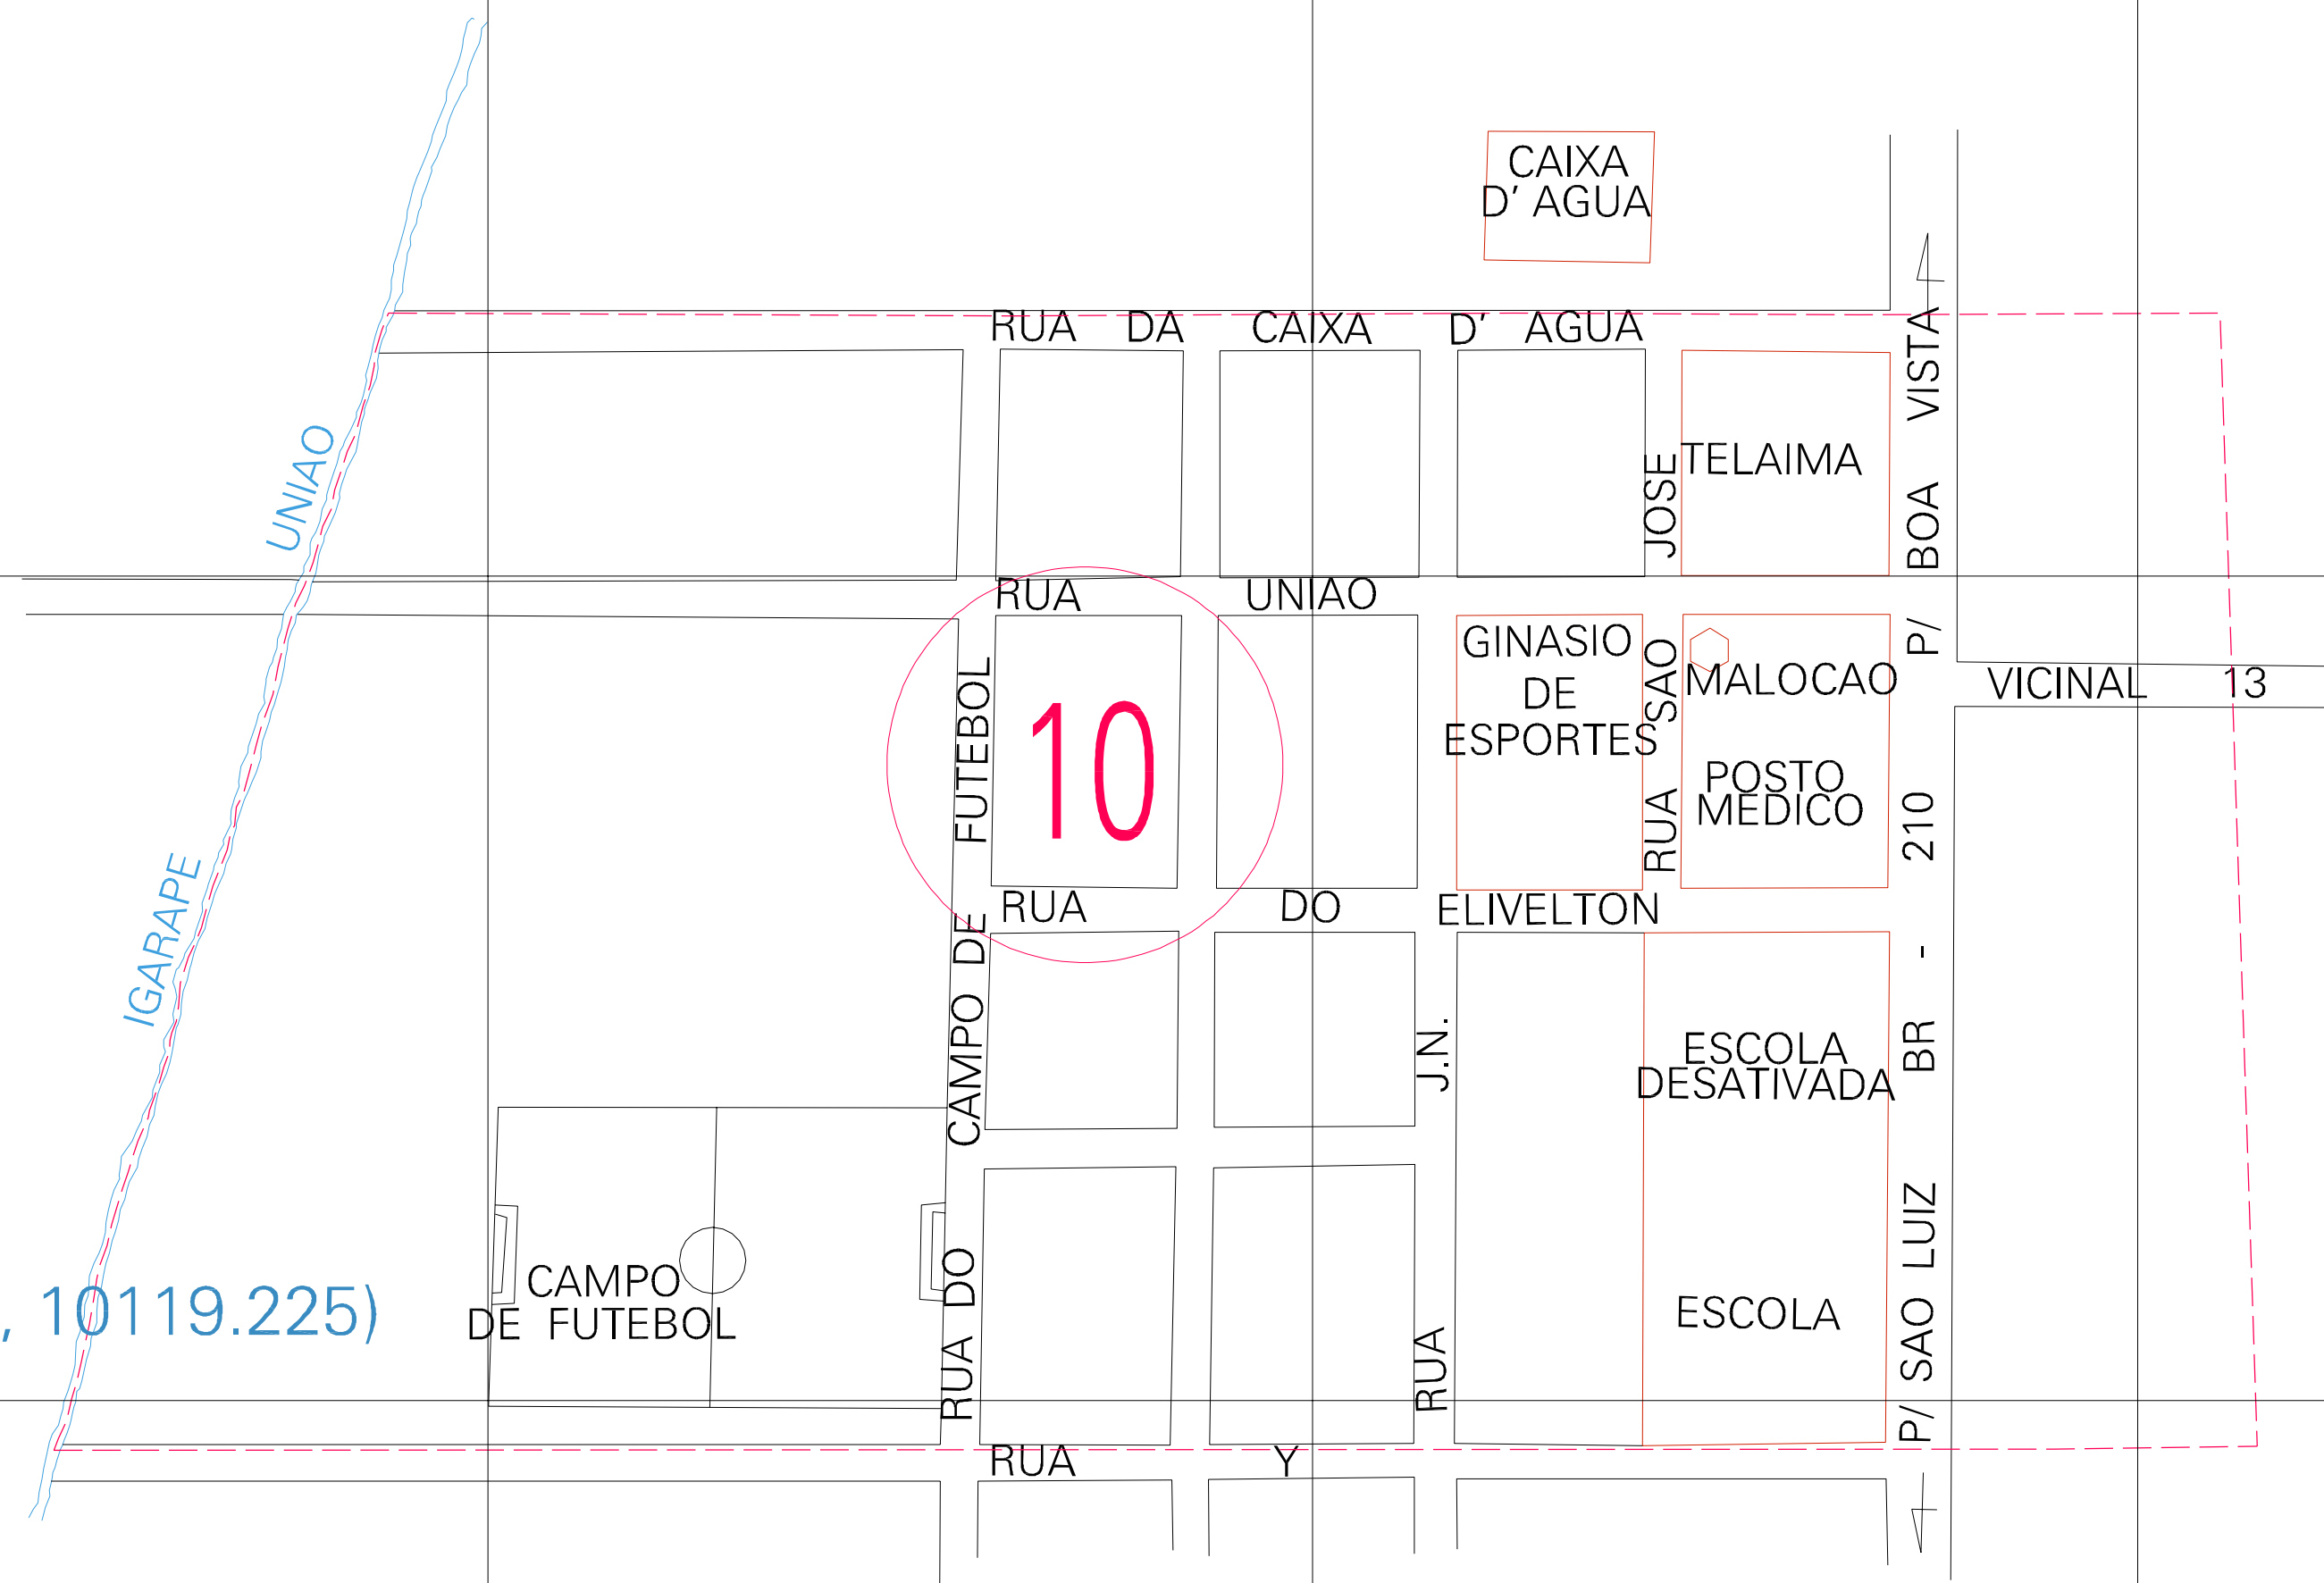 CAIXA
D' AGUA
RUA DA CAIXA D' AGUA
UNIAO
IGARAPE
TELAIMA
RUA SAO JOSE
P/ BOA VISTA
RUA UNIAO
GINASIO
DE
ESPORTES
MALOCAO
POSTO
MEDICO
VICINAL 13
10
RUA DO CAMPO DE FUTEBOL
RUA DO ELIVELTON
BR - 210
RUA J.N.
ESCOLA
DESATIVADA
ESCOLA
P/ SAO LUIZ
CAMPO
DE FUTEBOL
, 10119.225)
RUA Y